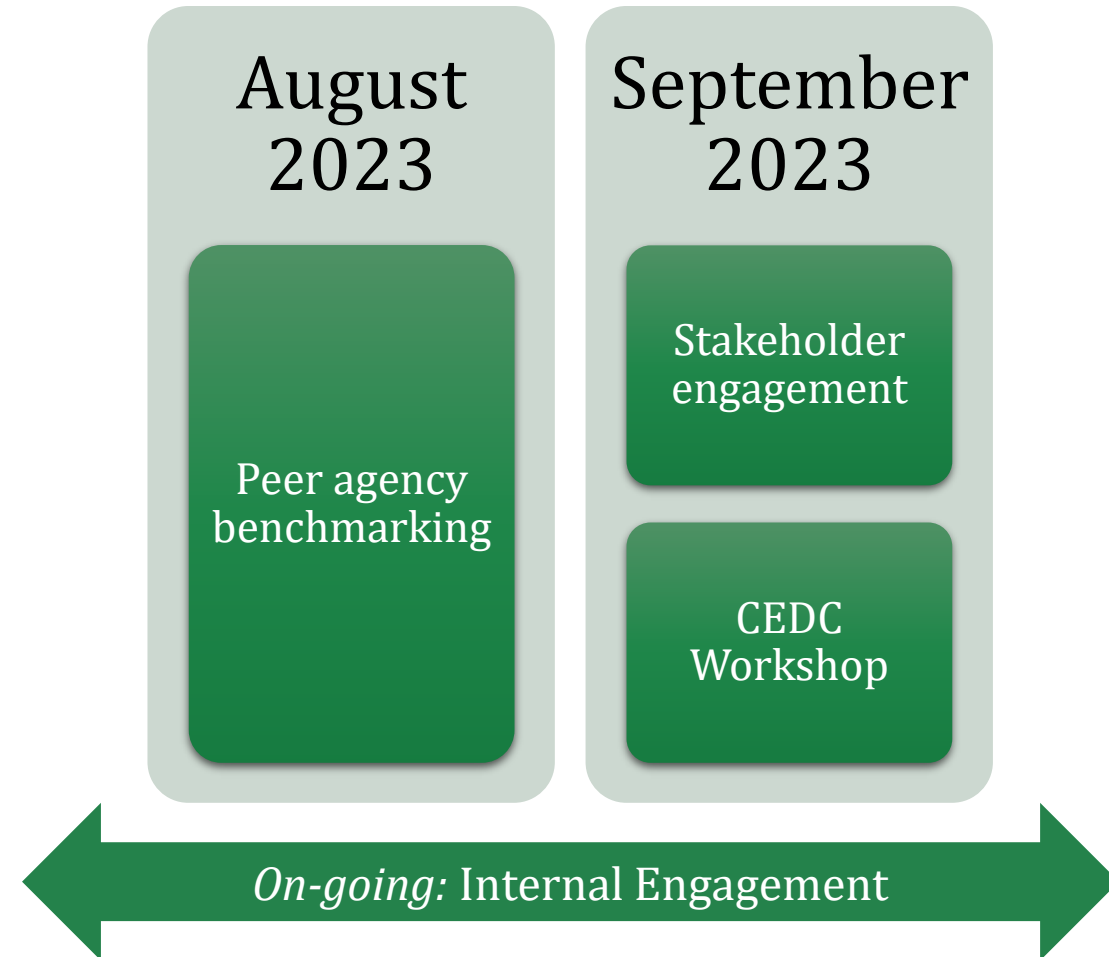 August
2023
Peer agency
benchmarking
September
2023
Stakeholder
engagement
CEDC
Workshop
On-going: Internal Engagement